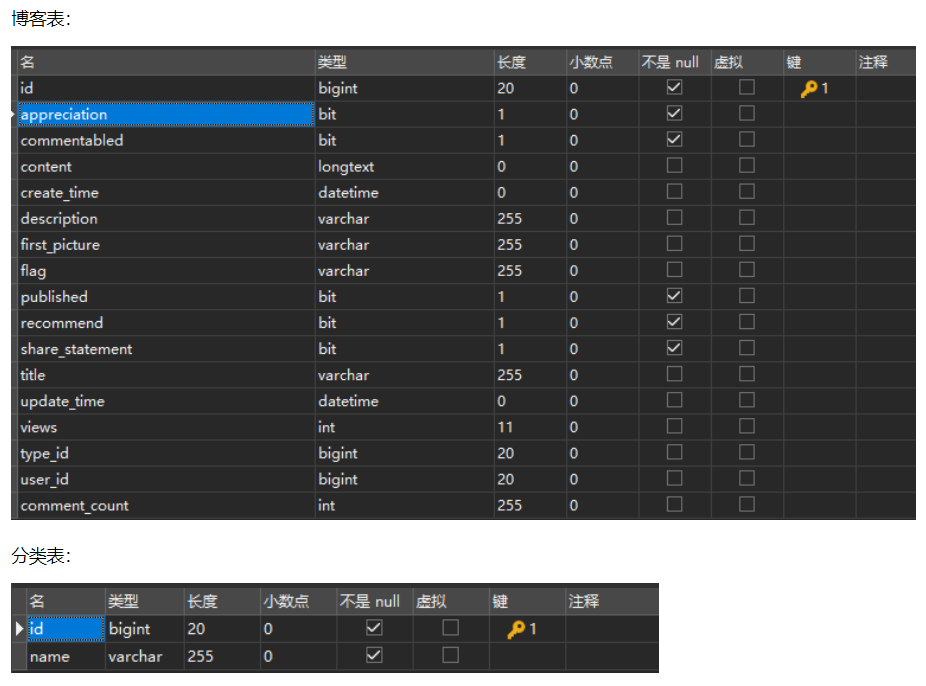 博客表：
名 类型 长度 小数点 不是 null 虚拟 键 注释
id bigint 20 0 1
appreciation bit 1 0
commentabled bit 1 0
content longtext 0 0
create_time datetime 0 0
description varchar 255 0
first_picture varchar 255 0
flag varchar 255 0
published bit 1 0
recommend bit 1 0
share_statement bit 1 0
title varchar 255 0
update_time datetime 0 0
views int 11 0
type_id bigint 20 0
user_id bigint 20 0
comment_count int 255 0
分类表：
名 类型 长度 小数点 不是 null 虚拟 键 注释
id bigint 20 0 1
name varchar 255 0